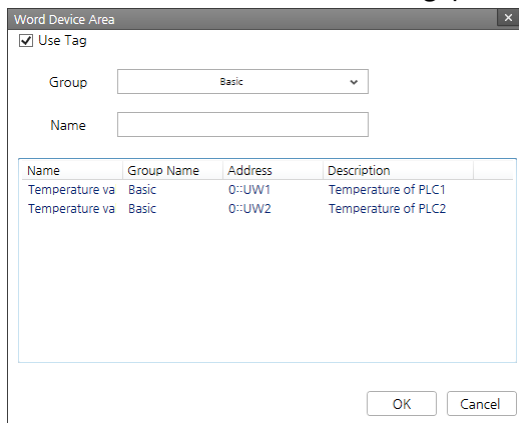 Word Device Area
Use Tag
Group Basic
Name
Name Group Name Address Description
Temperature va Basic 0::UW1 Temperature of PLC1
Temperature va Basic 0::UW2 Temperature of PLC2
OK Cancel